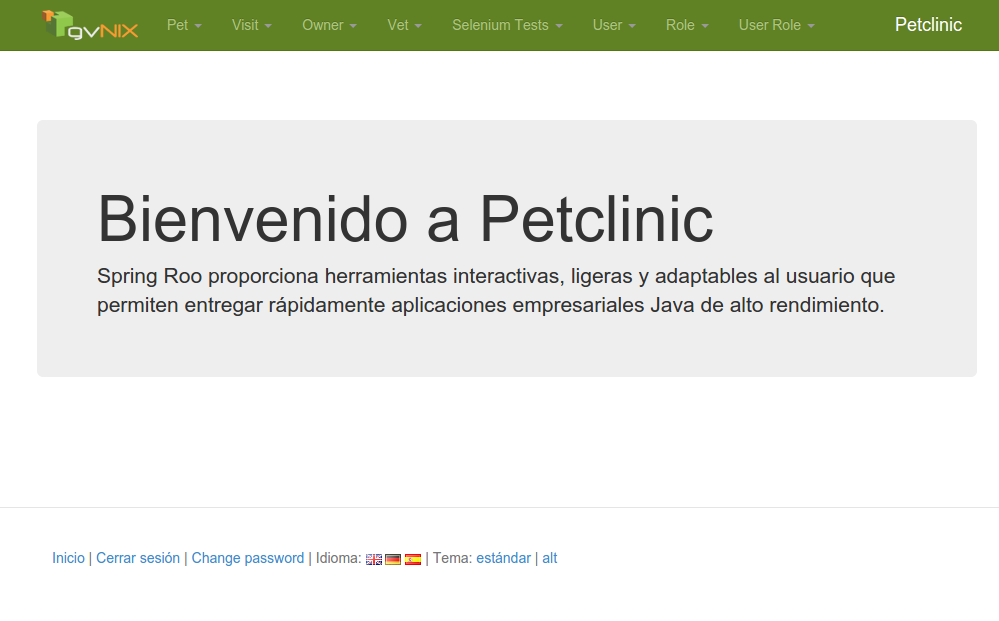 gvNIX Pet Visit Owner Vet Selenium Tests User Role User Role Petclinic
Bienvenido a Petclinic
Spring Roo proporciona herramientas interactivas, ligeras y adaptables al usuario que
permiten entregar rápidamente aplicaciones empresariales Java de alto rendimiento.
Inicio | Cerrar sesión | Change password | Idioma: | Tema: estándar | alt